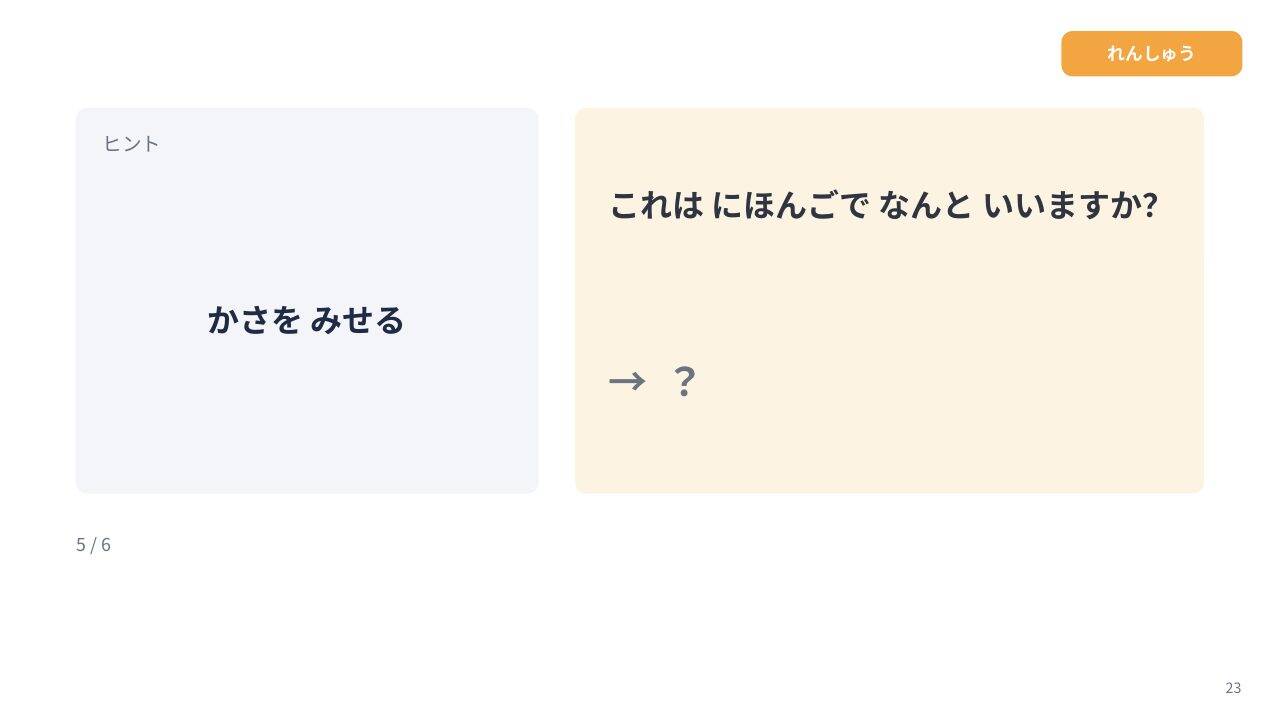 れんしゅう
ヒント
かさを みせる
これは にほんごで なんと いいますか?
→ ？
5 / 6
23